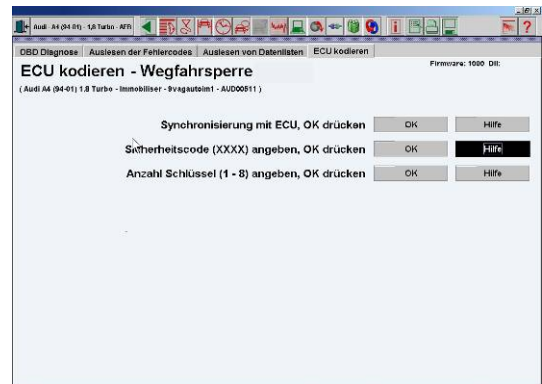 Audi - A4 (94-01) - 1,8 Turbo - AFR
OBD Diagnose Auslesen der Fehlercodes Auslesen von Datenlisten ECU kodieren
ECU kodieren - Wegfahrsperre
Firmware: 1000 Dll:
( Audi A4 (94-01) 1.8 Turbo - Immobiliser - 9vagautoim1 - AUD00511 )
Synchronisierung mit ECU, OK drücken OK Hilfe
Sicherheitscode (XXXX) angeben, OK drücken OK Hilfe
Anzahl Schlüssel (1 - 8) angeben, OK drücken OK Hilfe